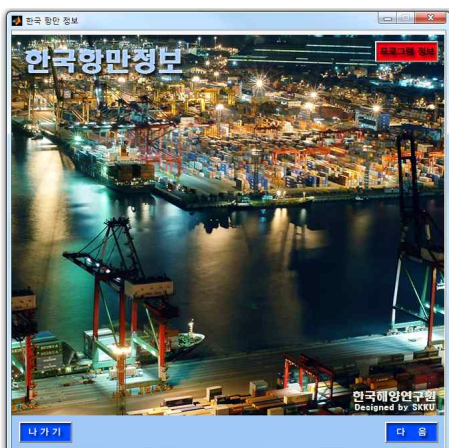 한국 항만 정보
한국항만정보
프로그램 정보
한국해양연구원
Designed by SKKU
나가기
다 음